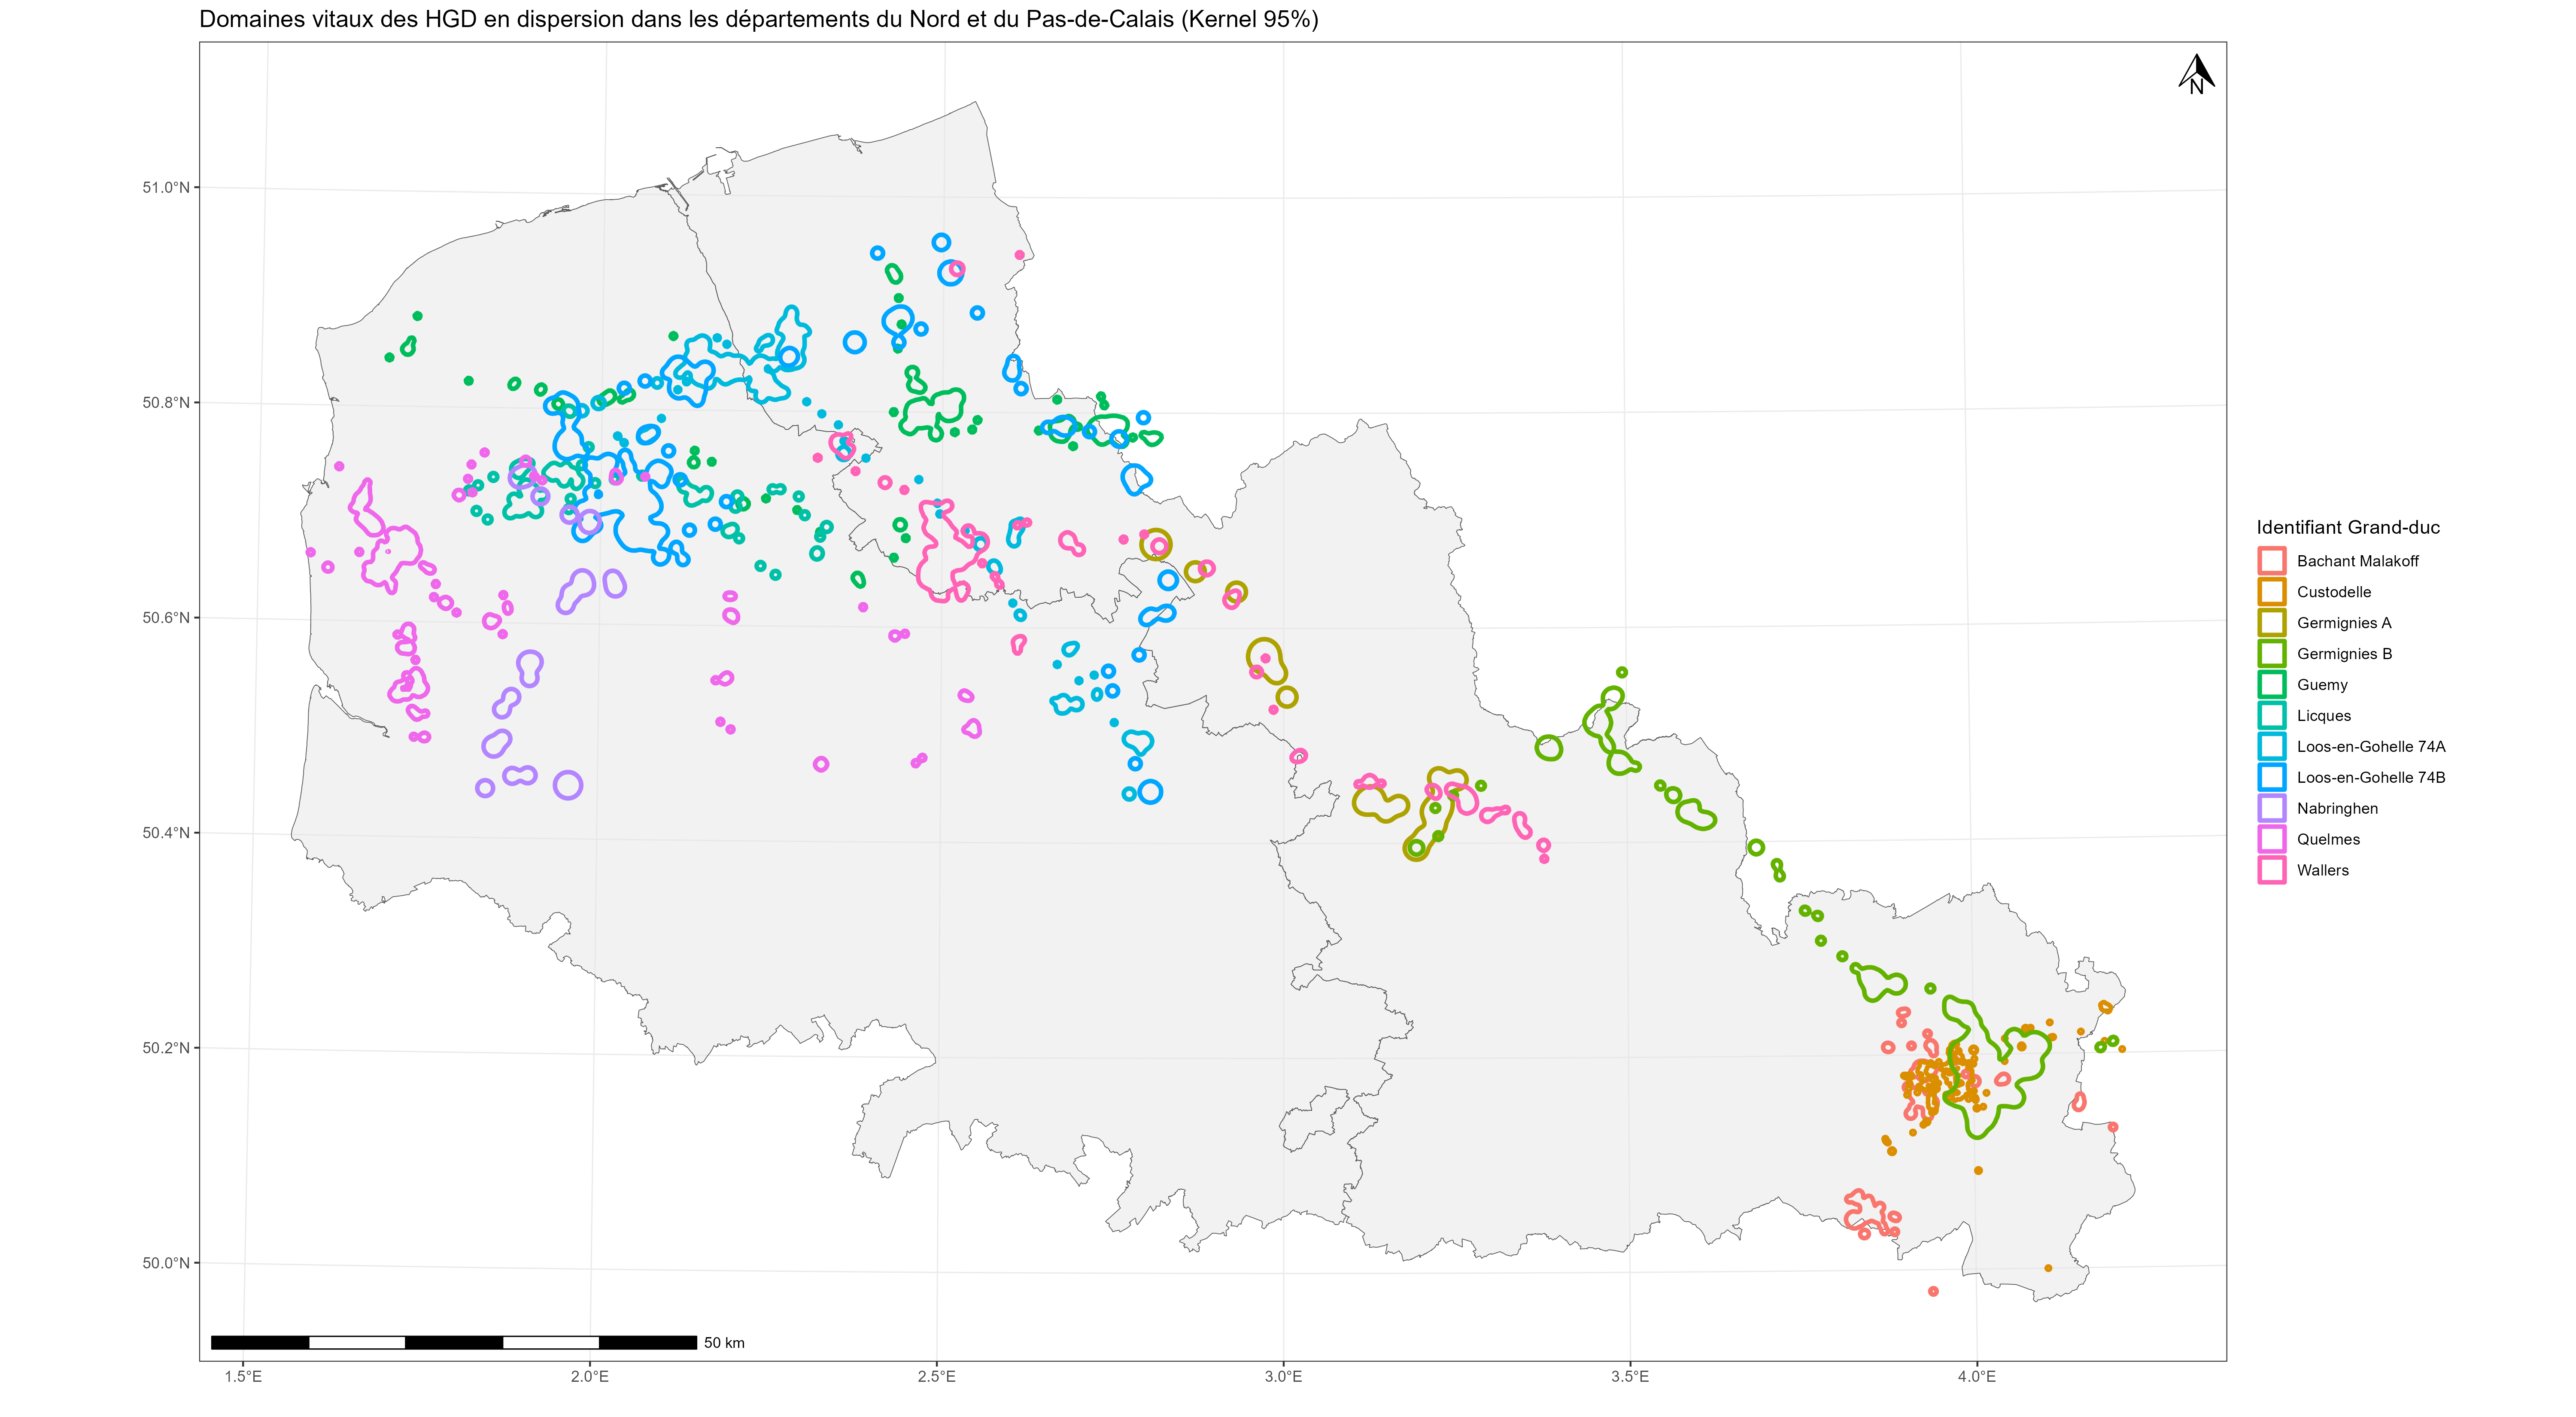 Domaines vitaux des HGD en dispersion dans les départements du Nord et du Pas-de-Calais (Kernel 95%)
N
51.0°N
50.8°N
50.6°N
50.4°N
50.2°N
50.0°N
50 km
1.5°E
2.0°E
2.5°E
3.0°E
3.5°E
4.0°E
Identifiant Grand-duc
Bachant Malakoff
Custodelle
Germignies A
Germignies B
Guemy
Licques
Loos-en-Gohelle 74A
Loos-en-Gohelle 74B
Nabringhen
Quelmes
Wallers